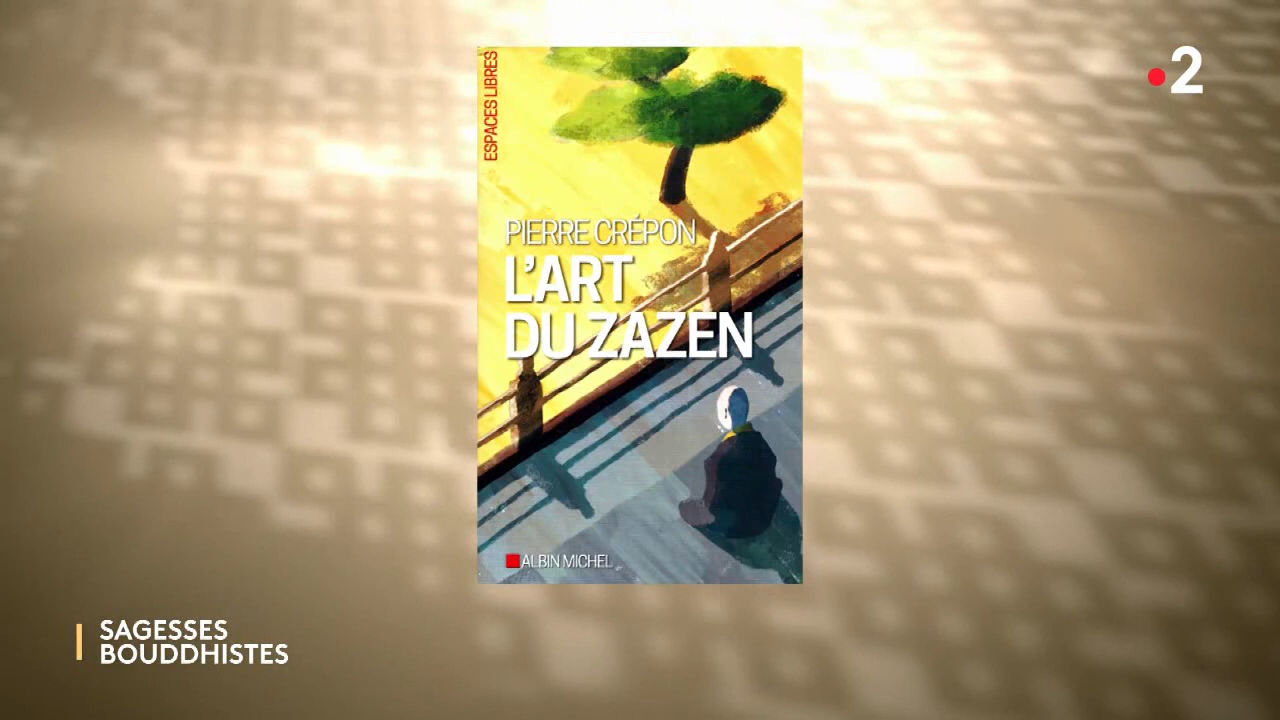 2
ESPACES LIBRES
PIERRE CRÉPON
L'ART
DU ZAZEN
ALBIN MICHEL
SAGESSES
BOUDDHISTES